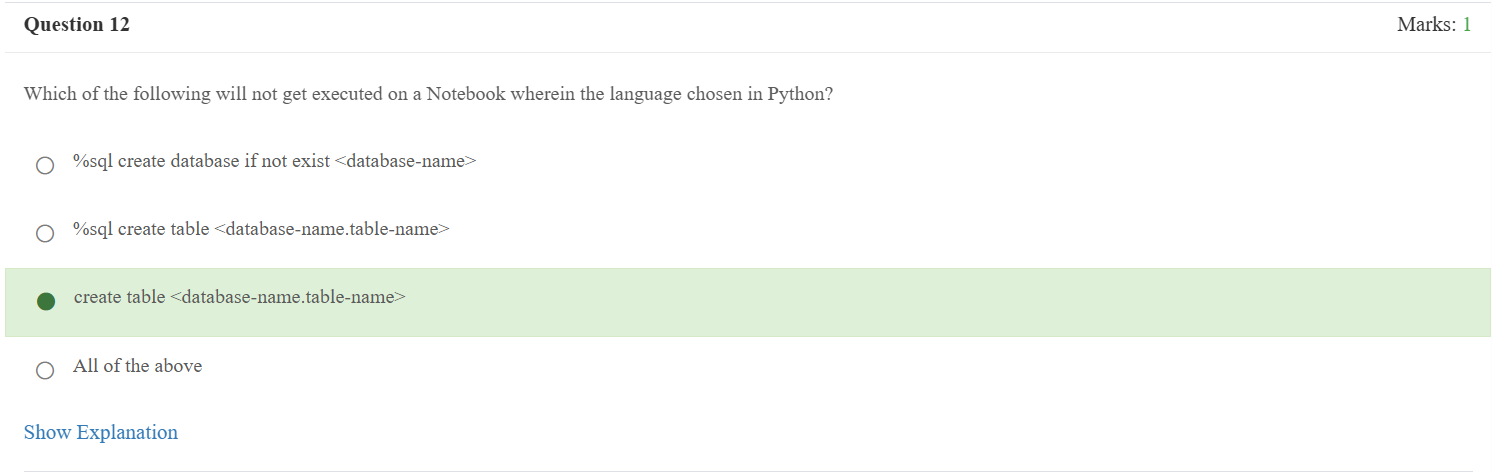 Question 12
Marks: 1
Which of the following will not get executed on a Notebook wherein the language chosen in Python?
%sql create database if not exist <database-name>
%sql create table <database-name.table-name>
create table <database-name.table-name>
All of the above
Show Explanation